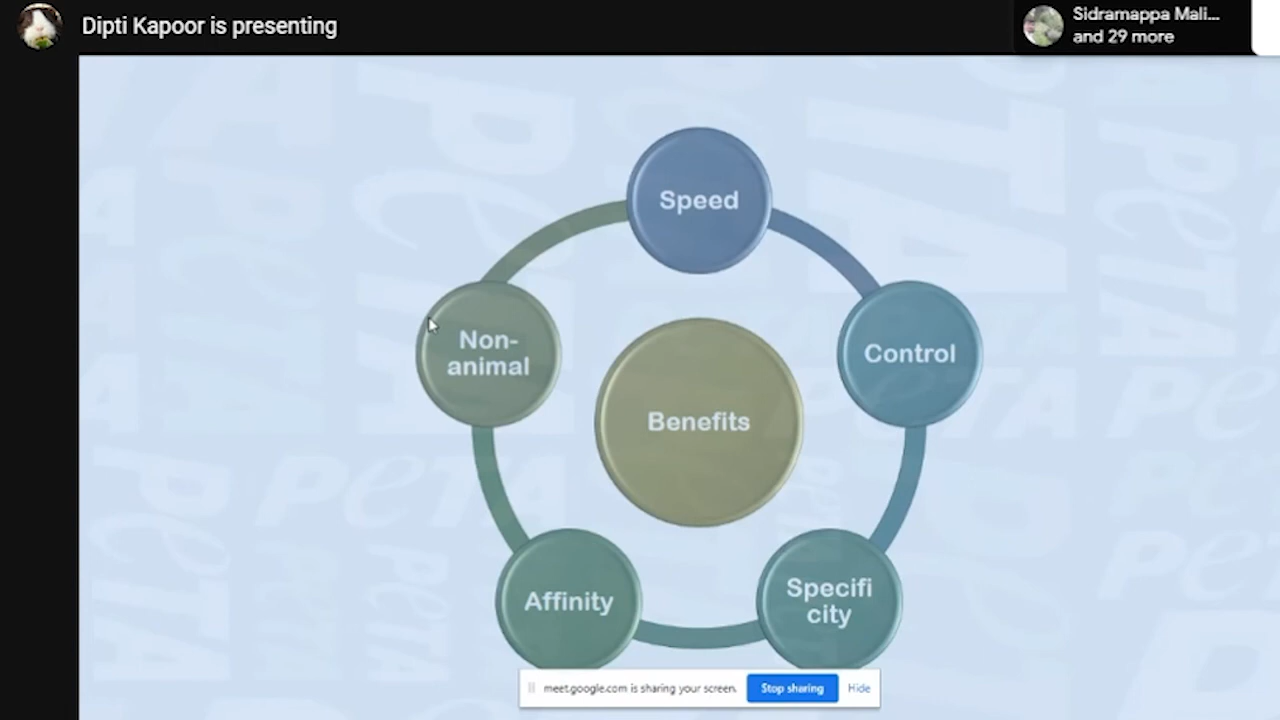 Dipti Kapoor is presenting
Sidramappa Mali...
and 29 more
Speed
Non-
animal
Control
Benefits
Affinity
Specifi
city
meet.google.com is sharing your screen.
Stop sharing
Hide
PETA